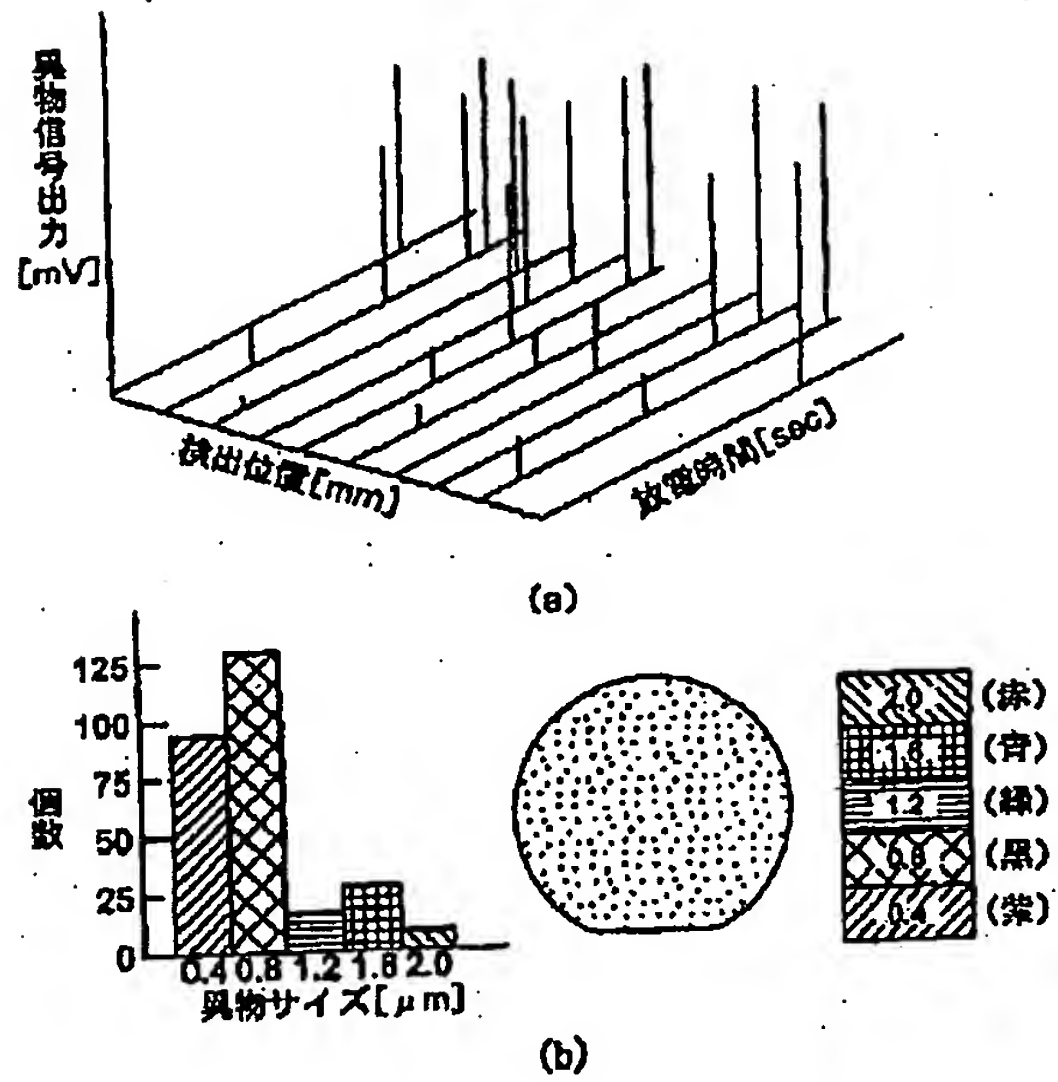 異物信号出力
[mV]
検出位置[mm]
放電時間[sec]
(a)
125
100
75
50
25
0
個数
0.4 0.8 1.2 1.6 2.0
異物サイズ[μm]
2.0 (赤)
1.6 (青)
1.2 (緑)
0.8 (黒)
0.4 (紫)
(b)